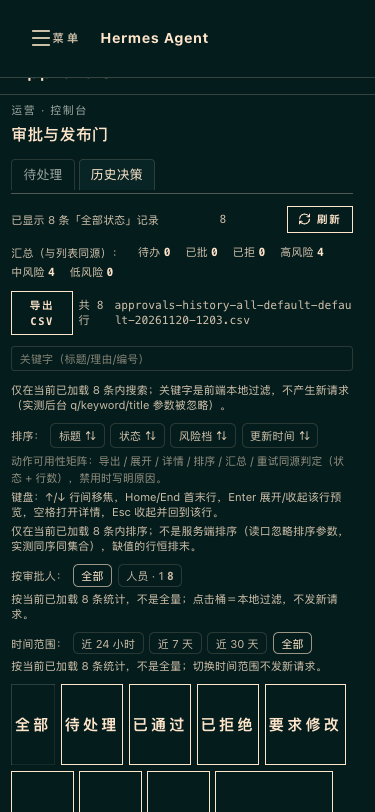 菜单
Hermes Agent
运营 · 控制台
审批与发布门
待处理
历史决策
已显示 8 条「全部状态」记录
8
刷新
汇总（与列表同源）： 待办 0 已批 0 已拒 0 高风险 4
中风险 4 低风险 0
导出
CSV
共 8
行
approvals-history-all-default-defau
lt-20261120-1203.csv
关键字（标题/理由/编号）
仅在当前已加载 8 条内搜索；关键字是前端本地过滤，不产生新请求
（实测后台 q/keyword/title 参数被忽略）。
排序： 标题 ⇅ 状态 ⇅ 风险档 ⇅ 更新时间 ⇅
动作可用性矩阵：导出 / 展开 / 详情 / 排序 / 汇总 / 重试同源判定（状
态 + 行数），禁用时写明原因。
键盘：↑/↓ 行间移焦，Home/End 首末行，Enter 展开/收起该行预
览，空格打开详情，Esc 收起并回到该行。
仅在当前已加载 8 条内排序；不是服务端排序（读口忽略排序参数，
实测同序同集合），缺值的行恒排末。
按审批人： 全部 人员 · 1 8
按当前已加载 8 条统计，不是全量；点击桶＝本地过滤，不发新请
求。
时间范围： 近 24 小时 近 7 天 近 30 天 全部
按当前已加载 8 条统计，不是全量；切换时间范围不发新请求。
全部
待处理
已通过
已拒绝
要求修改